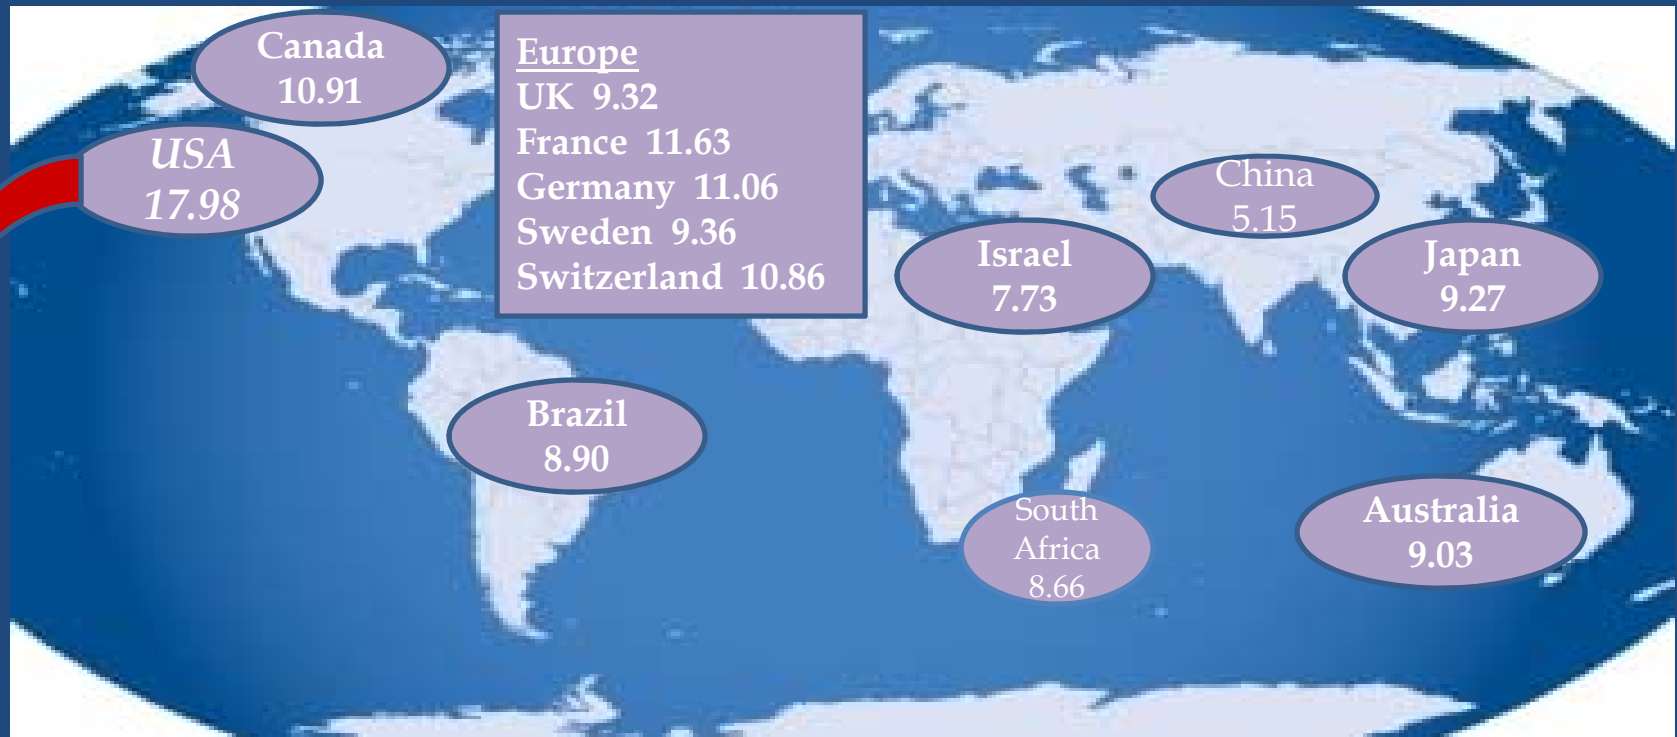 Canada
10.91
USA
17.98
Europe
UK 9.32
France 11.63
Germany 11.06
Sweden 9.36
Switzerland 10.86
China
5.15
Israel
7.73
Japan
9.27
Brazil
8.90
South
Africa
8.66
Australia
9.03